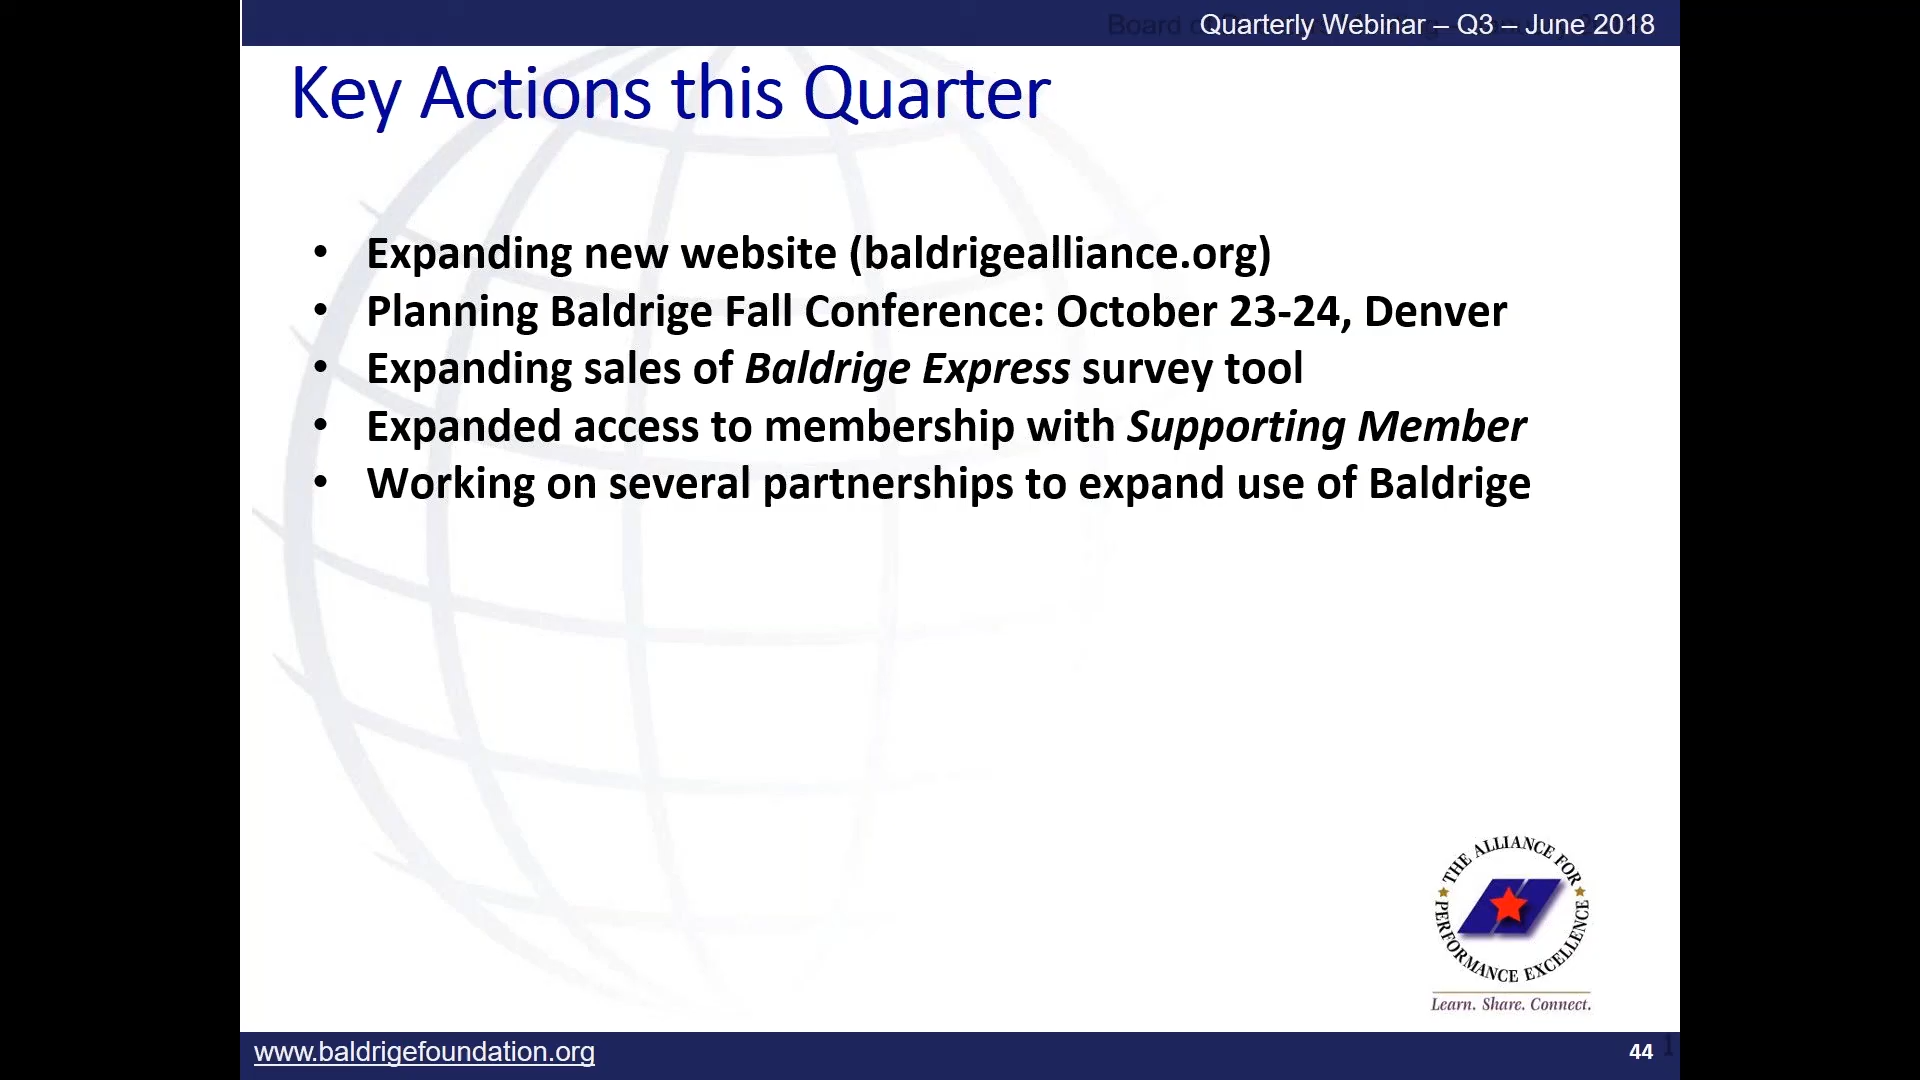 Quarterly Webinar – Q3 – June 2018
Key Actions this Quarter
• Expanding new website (baldrigealliance.org)
• Planning Baldrige Fall Conference: October 23-24, Denver
• Expanding sales of Baldrige Express survey tool
• Expanded access to membership with Supporting Member
• Working on several partnerships to expand use of Baldrige
THE ALLIANCE FOR
PERFORMANCE EXCELLENCE
Learn. Share. Connect.
www.baldrigefoundation.org
44